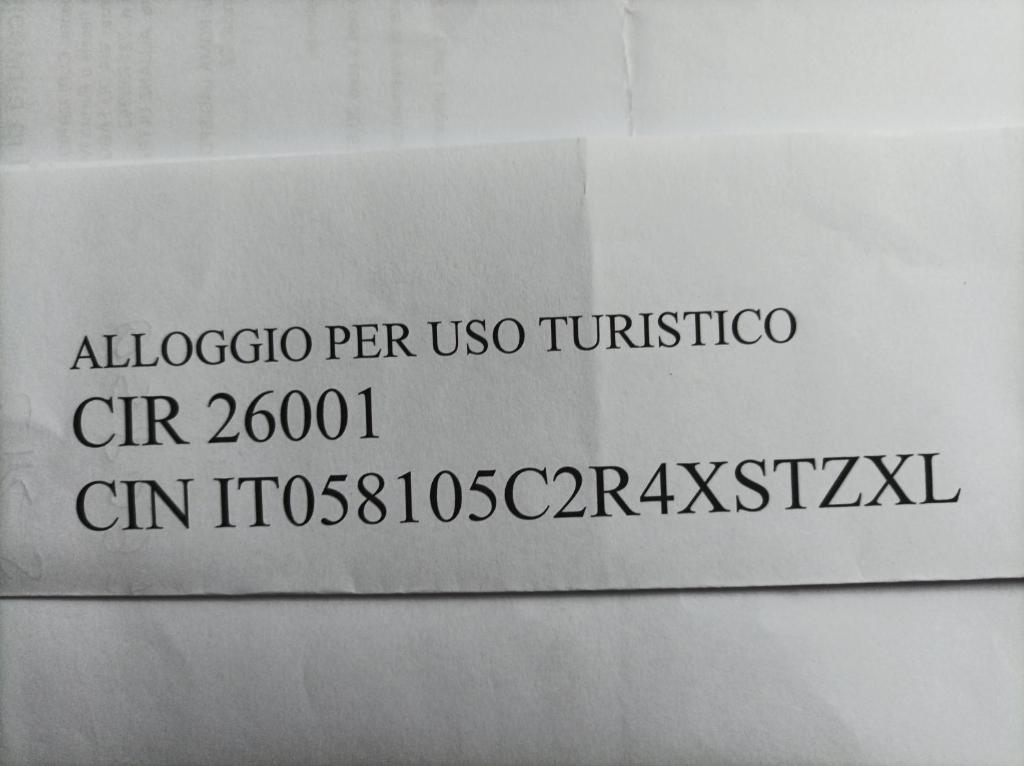 ALLOGGIO PER USO TURISTICO
CIR 26001
CIN IT058105C2R4XSTZXL